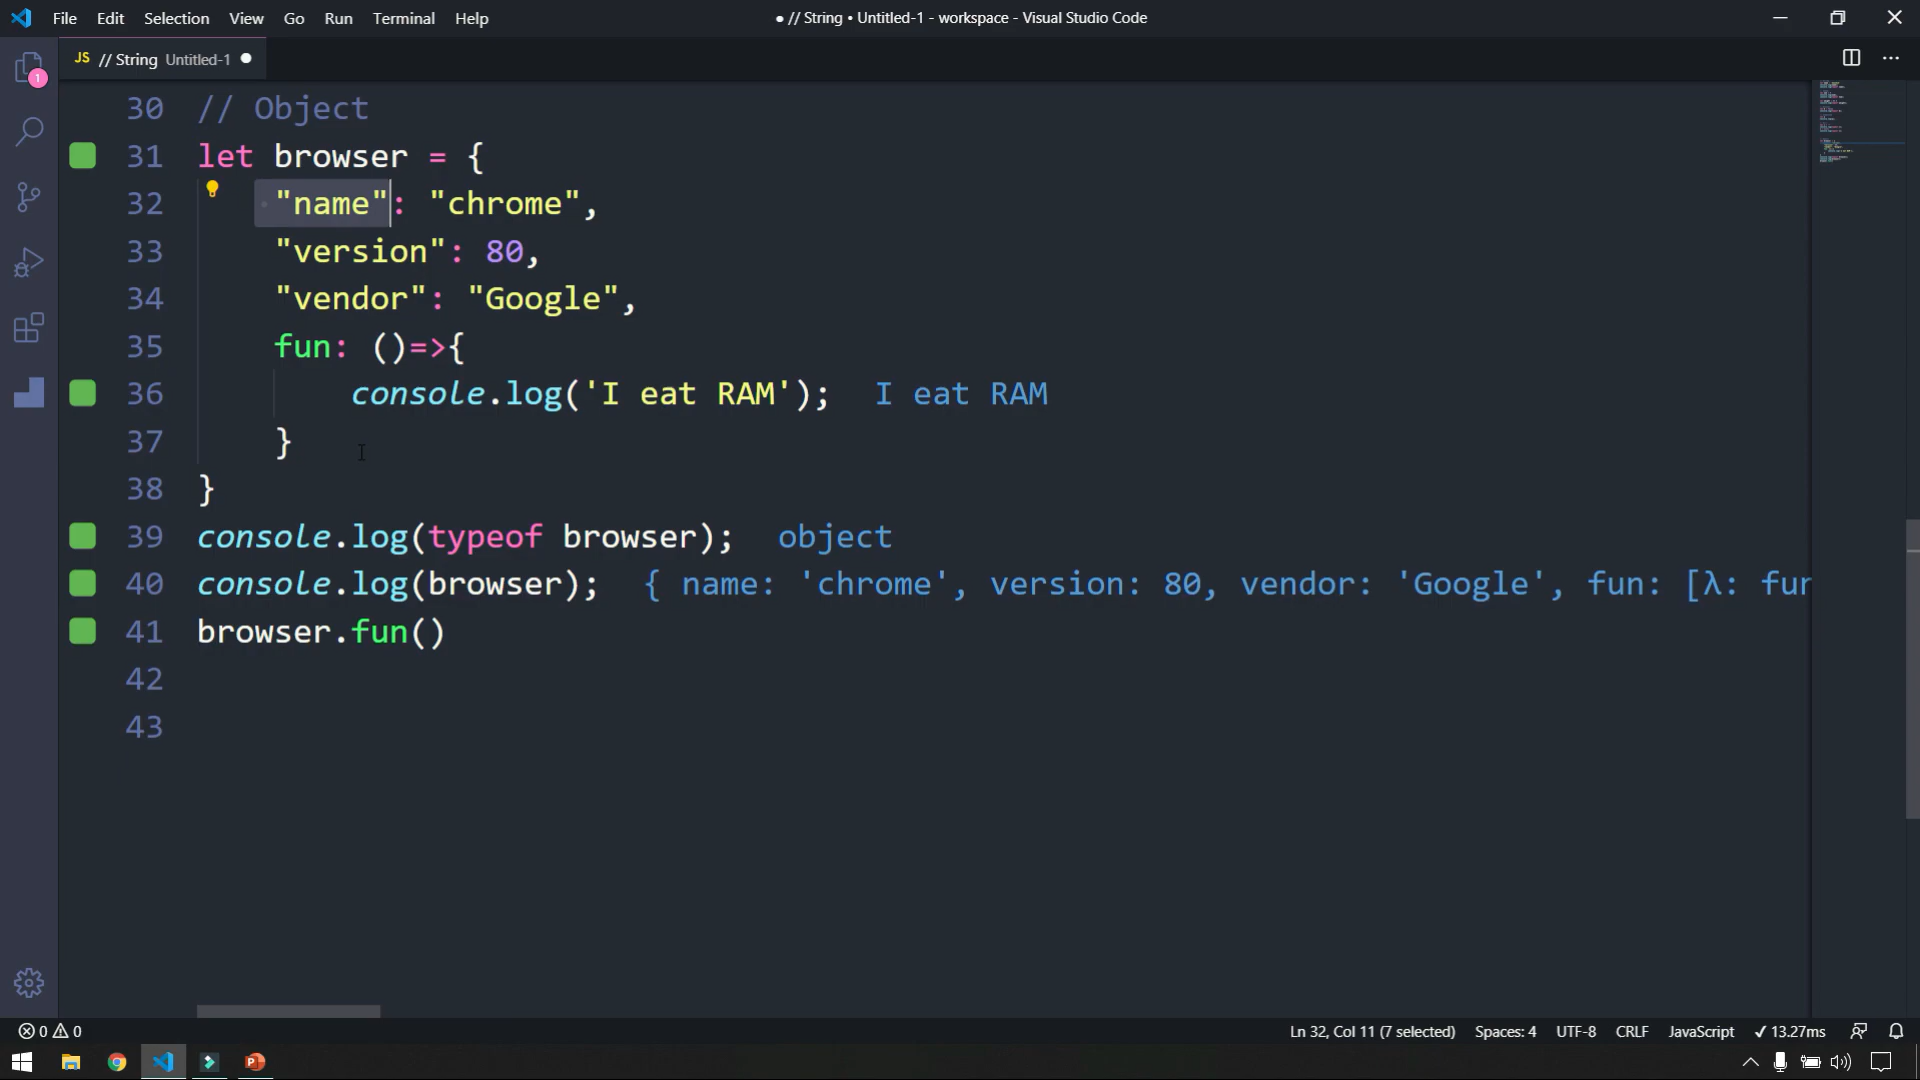 File Edit Selection View Go Run Terminal Help
● // String • Untitled-1 - workspace - Visual Studio Code
JS // String Untitled-1 ●
1
30 // Object
31 let browser = {
32 "name": "chrome",
33 "version": 80,
34 "vendor": "Google",
35 fun: ()=>{
36 console.log('I eat RAM'); I eat RAM
37 }
38 }
39 console.log(typeof browser); object
40 console.log(browser); { name: 'chrome', version: 80, vendor: 'Google', fun: [λ: fun
41 browser.fun()
42
43
0 0
Ln 32, Col 11 (7 selected) Spaces: 4 UTF-8 CRLF JavaScript ✓ 13.27ms